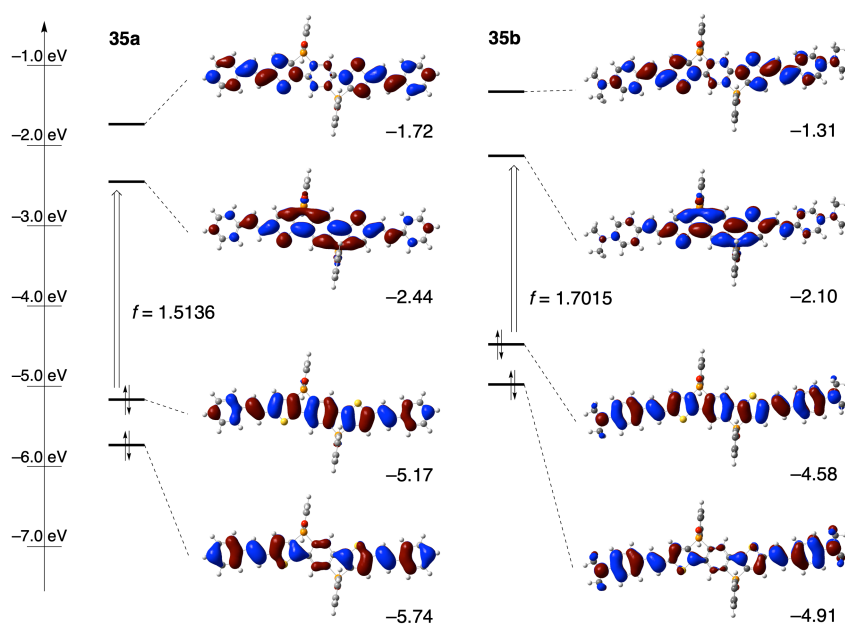 35a
35b
−1.0 eV
−2.0 eV
−3.0 eV
−4.0 eV
−5.0 eV
−6.0 eV
−7.0 eV
−1.72
−2.44
f = 1.5136
−5.17
−5.74
−1.31
−2.10
f = 1.7015
−4.58
−4.91